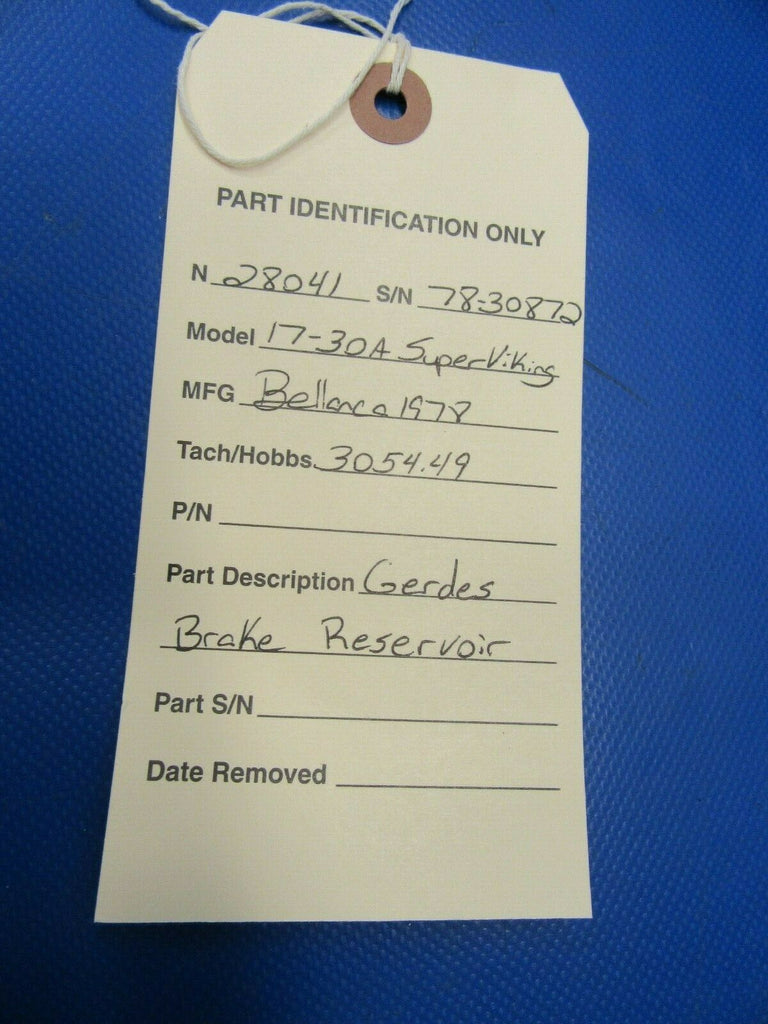 PART IDENTIFICATION ONLY
N 28041 S/N 78-30872
Model 17-30A Super Viking
MFG Bellanca 1978
Tach/Hobbs 3054.49
P/N
Part Description Gerdes
Brake Reservoir
Part S/N
Date Removed